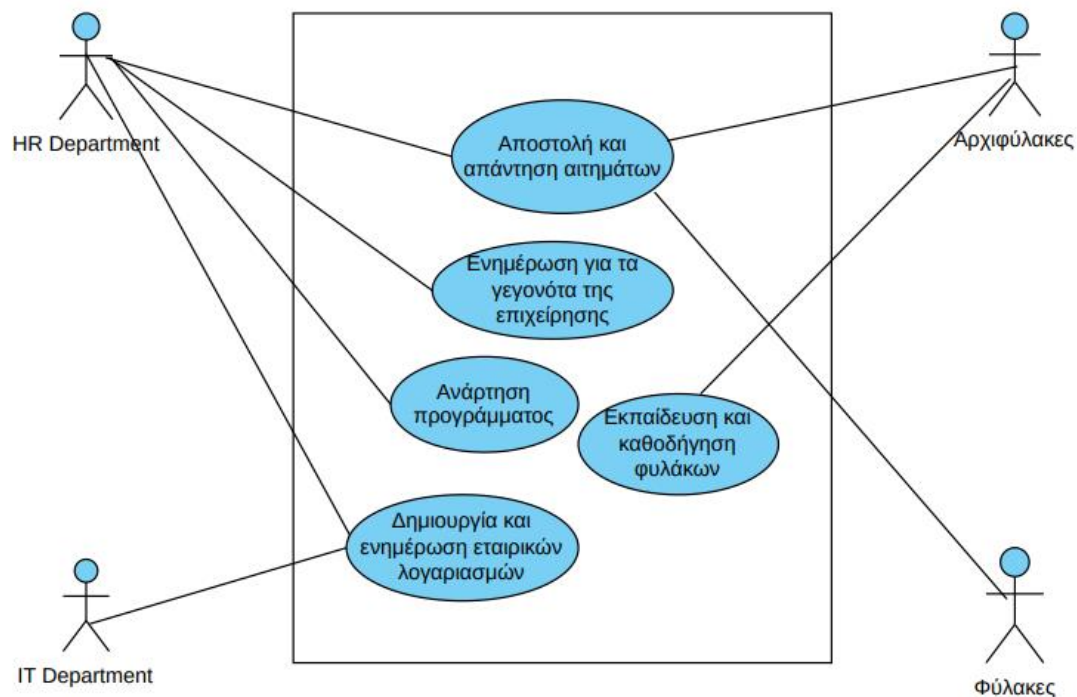 HR Department
Αρχιφύλακες
Αποστολή και
απάντηση αιτημάτων
Ενημέρωση για τα
γεγονότα της
επιχείρησης
Ανάρτηση
προγράμματος
Εκπαίδευση και
καθοδήγηση
φυλάκων
Δημιουργία και
ενημέρωση εταιρικών
λογαριασμών
IT Department
Φύλακες